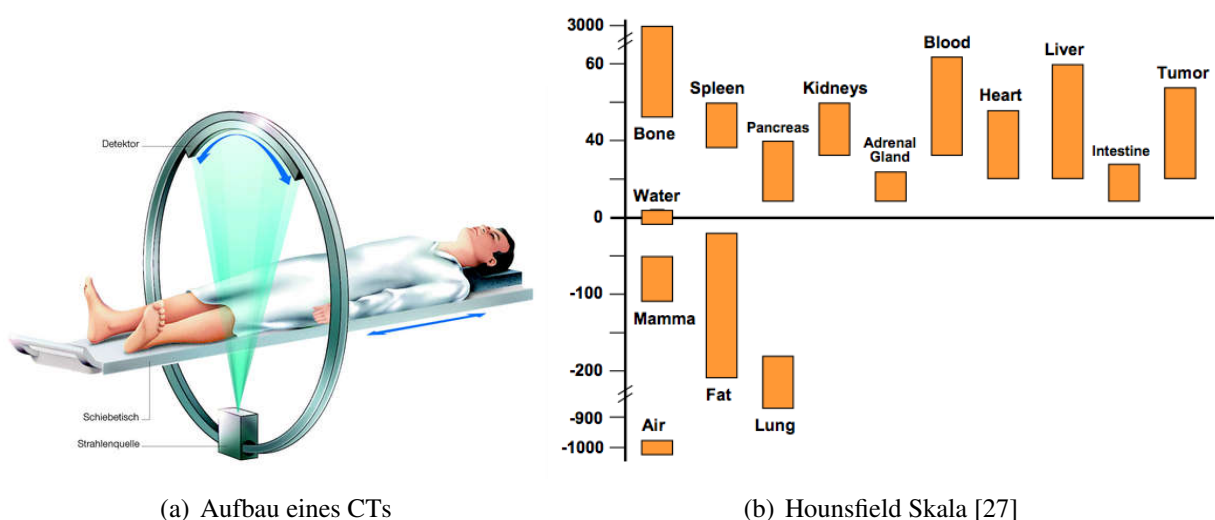 Detektor
Schiebetisch
Strahlenquelle
3000
60
40
20
0
-100
-200
-900
-1000
Bone
Spleen
Pancreas
Kidneys
Adrenal
Gland
Blood
Heart
Liver
Intestine
Tumor
Water
Mamma
Fat
Lung
Air
(a) Aufbau eines CTs
(b) Hounsfield Skala [27]